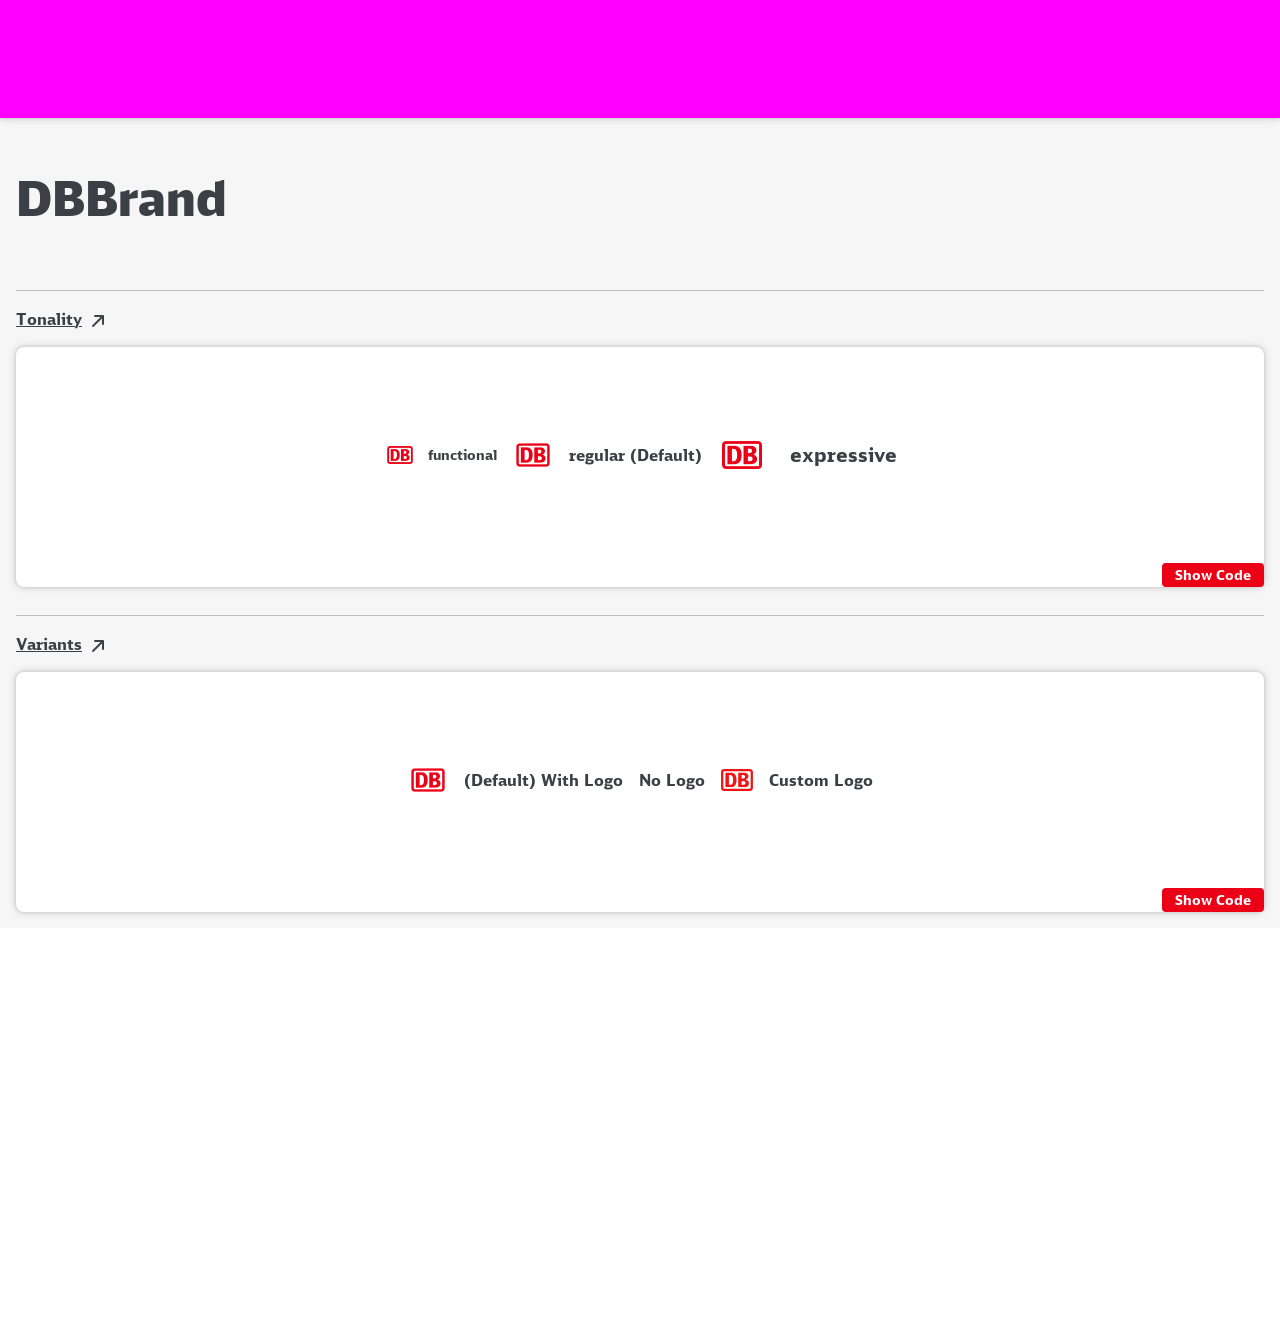 DBBrand
Tonality
DB functional DB regular (Default) DB expressive
Show Code
Variants
DB (Default) With Logo No Logo DB Custom Logo
Show Code